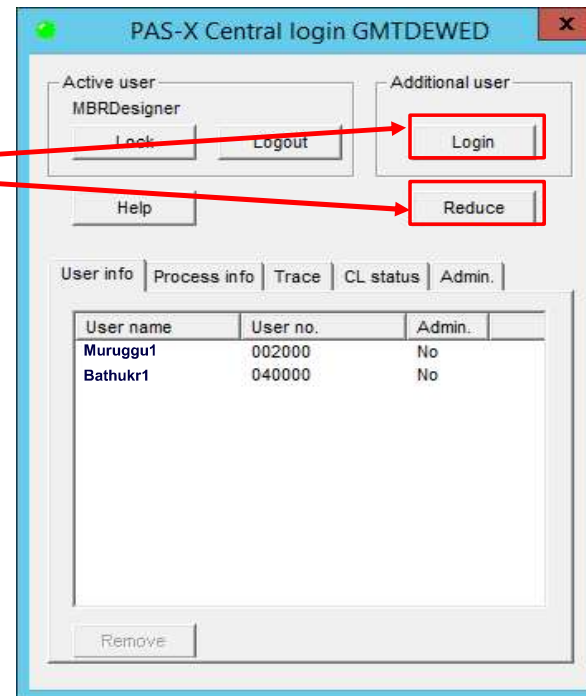 PAS-X Central login GMTDEWED x
Active user Additional user
MBRDesigner
Lock Logout Login
Help Reduce
User info Process info Trace CL status Admin.
User name User no. Admin.
Muruggu1 002000 No
Bathukr1 040000 No
Remove